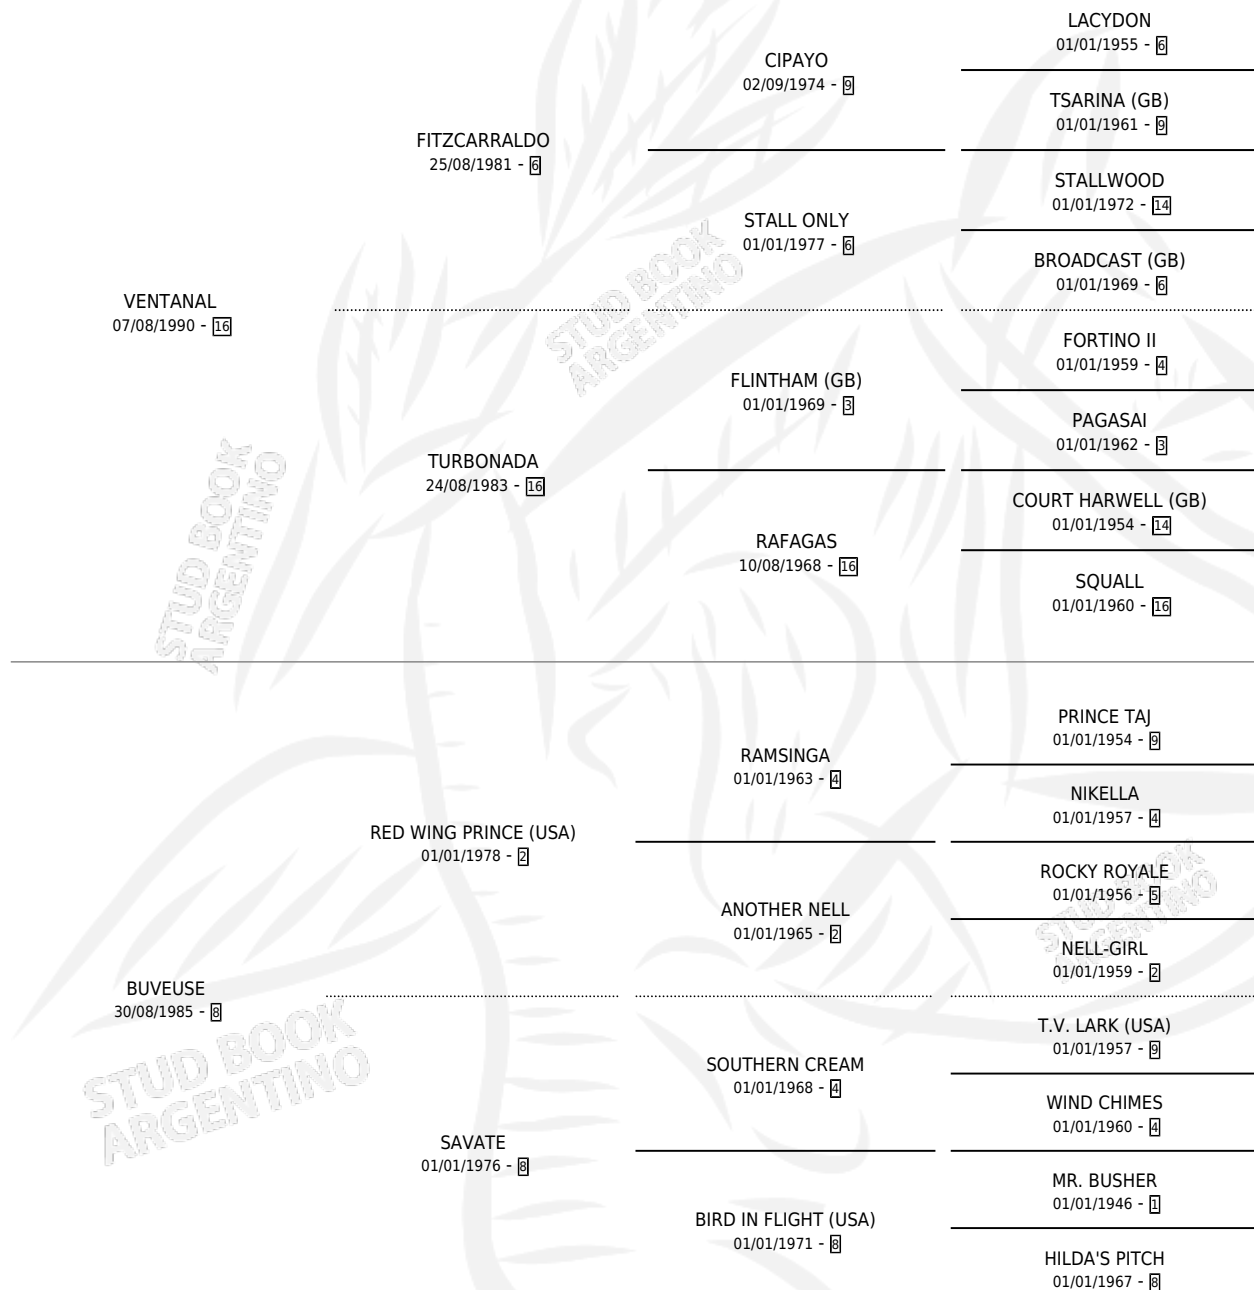 LACYDON
01/01/1955 - 6
CIPAYO
02/09/1974 - 9
TSARINA (GB)
01/01/1961 - 9
FITZCARRALDO
25/08/1981 - 6
STALLWOOD
01/01/1972 - 14
STALL ONLY
01/01/1977 - 6
BROADCAST (GB)
01/01/1969 - 6
VENTANAL
07/08/1990 - 16
FORTINO II
01/01/1959 - 4
FLINTHAM (GB)
01/01/1969 - 3
PAGASAI
01/01/1962 - 3
TURBONADA
24/08/1983 - 16
COURT HARWELL (GB)
01/01/1954 - 14
RAFAGAS
10/08/1968 - 16
SQUALL
01/01/1960 - 16
PRINCE TAJ
01/01/1954 - 9
RAMSINGA
01/01/1963 - 4
NIKELLA
01/01/1957 - 4
RED WING PRINCE (USA)
01/01/1978 - 2
ROCKY ROYALE
01/01/1956 - 5
ANOTHER NELL
01/01/1965 - 2
NELL-GIRL
01/01/1959 - 2
BUVEUSE
30/08/1985 - 8
T.V. LARK (USA)
01/01/1957 - 9
SOUTHERN CREAM
01/01/1968 - 4
WIND CHIMES
01/01/1960 - 4
SAVATE
01/01/1976 - 8
MR. BUSHER
01/01/1946 - 1
BIRD IN FLIGHT (USA)
01/01/1971 - 8
HILDA'S PITCH
01/01/1967 - 8
STUD BOOK
ARGENTINO
STUD BOOK
ARGENTINO
STUD BOOK
ARGENTINO
STUD BOOK
ARGENTINO